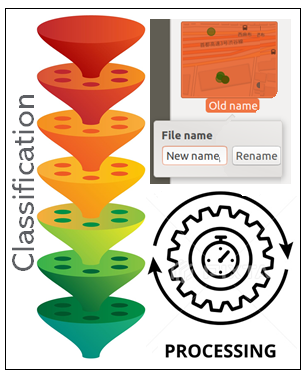 Classification
Old name
File name
New name
Rename
PROCESSING